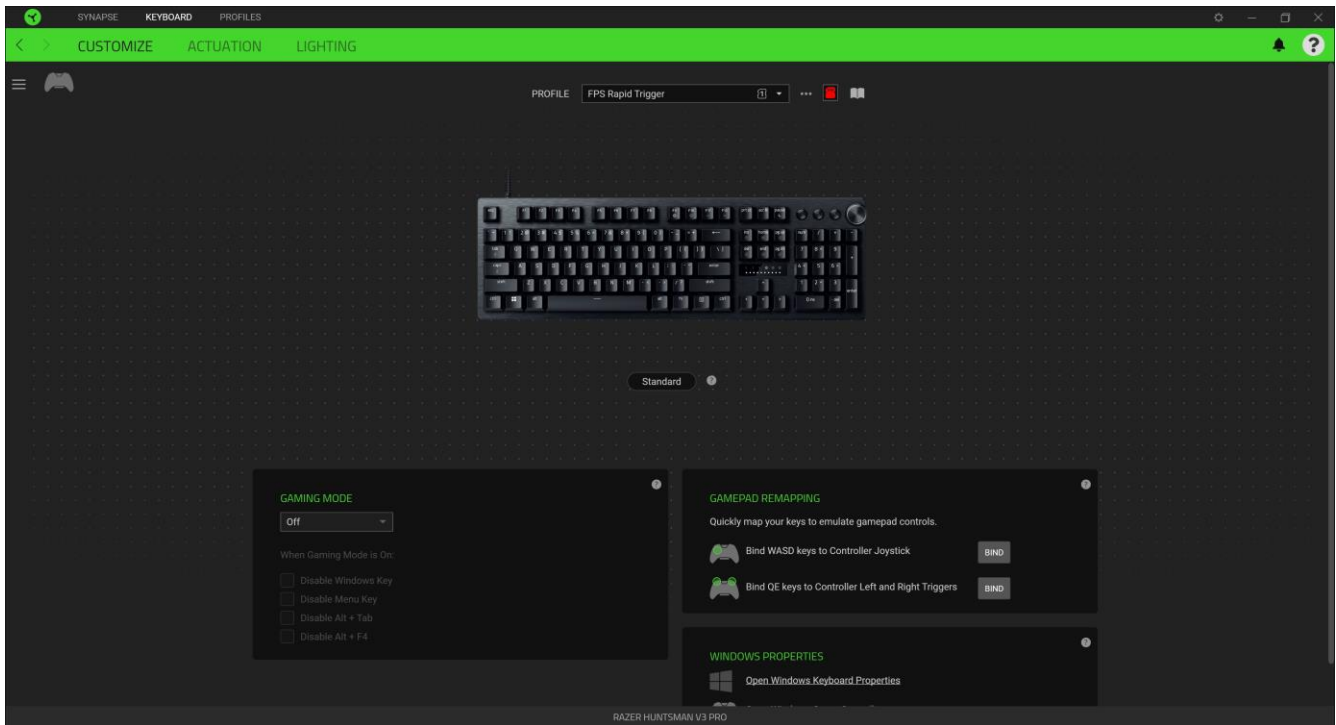 SYNAPSE KEYBOARD PROFILES
CUSTOMIZE ACTUATION LIGHTING
PROFILE FPS Rapid Trigger 1
Standard
GAMING MODE
Off
When Gaming Mode is On:
Disable Windows Key
Disable Menu Key
Disable Alt + Tab
Disable Alt + F4
GAMEPAD REMAPPING
Quickly map your keys to emulate gamepad controls.
Bind WASD keys to Controller Joystick BIND
Bind QE keys to Controller Left and Right Triggers BIND
WINDOWS PROPERTIES
Open Windows Keyboard Properties
RAZER HUNTSMAN V3 PRO